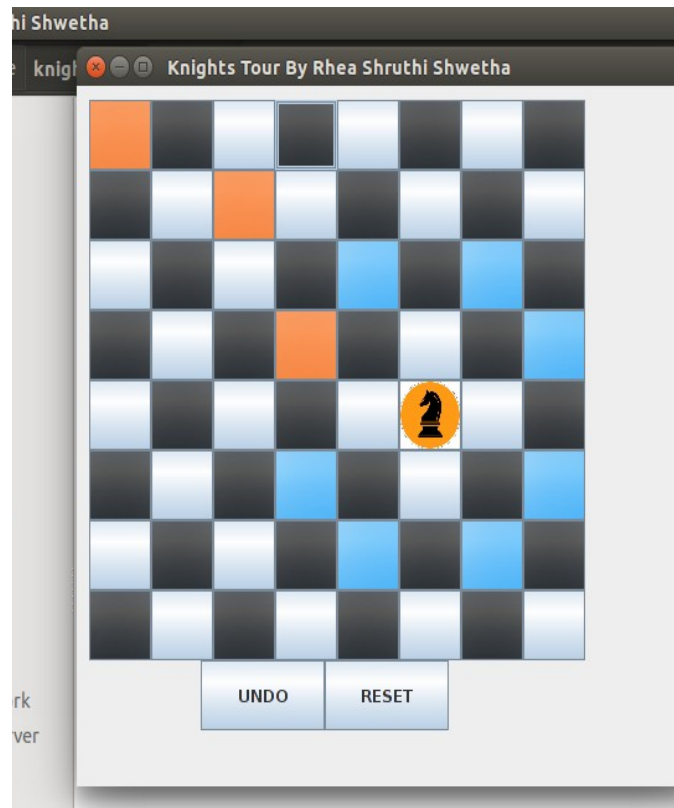 hi Shwetha
knigh
Knights Tour By Rhea Shruthi Shwetha
UNDO
RESET
rk
ver